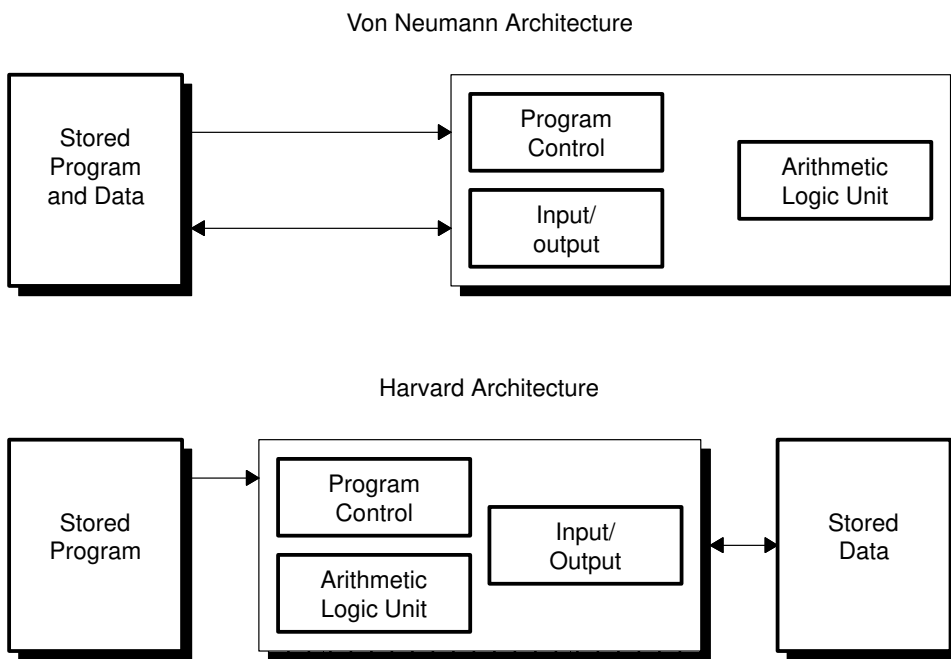 Von Neumann Architecture
Stored
Program
and Data
Program
Control
Input/
output
Arithmetic
Logic Unit
Harvard Architecture
Stored
Program
Program
Control
Arithmetic
Logic Unit
Input/
Output
Stored
Data